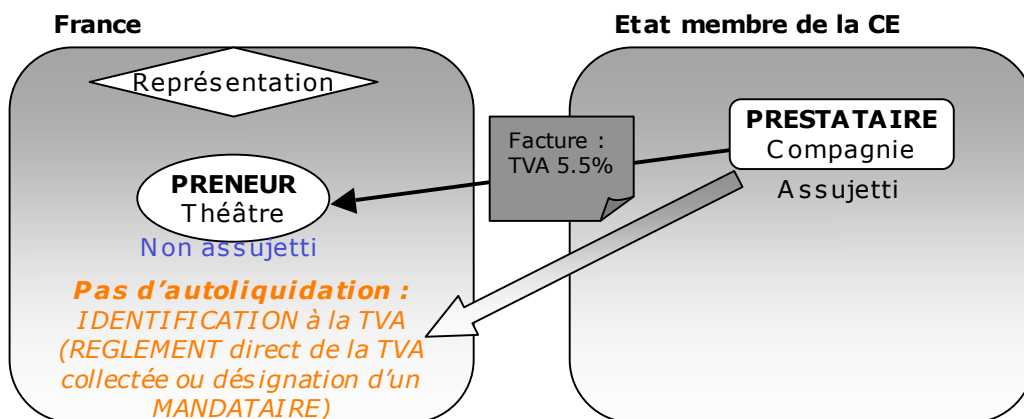 France
Etat membre de la CE
Représentation
PRESTATAIRE
Compagnie
Assujetti
Facture :
TVA 5.5%
PRENEUR
Théâtre
Non assujetti
Pas d’autoliquidation :
IDENTIFICATION à la TVA
(REGLEMENT direct de la TVA
collectée ou désignation d’un
MANDATAIRE)